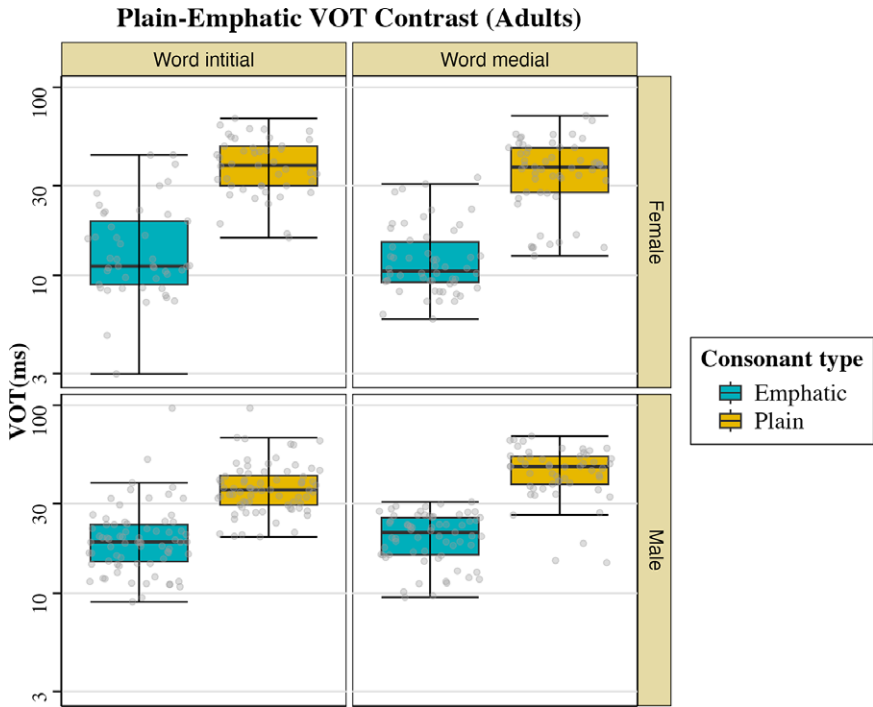 Plain-Emphatic VOT Contrast (Adults)
Word intitial
Word medial
100
30
10
3
Female
100
30
10
3
Male
VOT(ms)
Consonant type
Emphatic
Plain